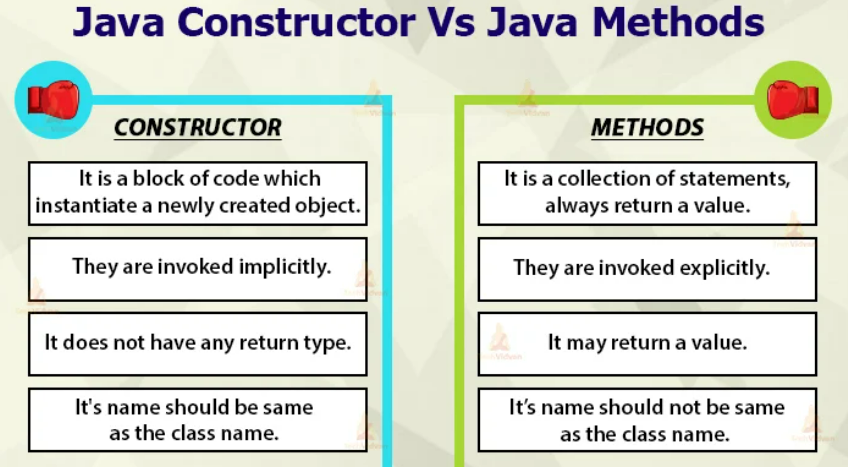 Java Constructor Vs Java Methods
CONSTRUCTOR
It is a block of code which
instantiate a newly created object.
They are invoked implicitly.
It does not have any return type.
It's name should be same
as the class name.
METHODS
It is a collection of statements,
always return a value.
They are invoked explicitly.
It may return a value.
It’s name should not be same
as the class name.